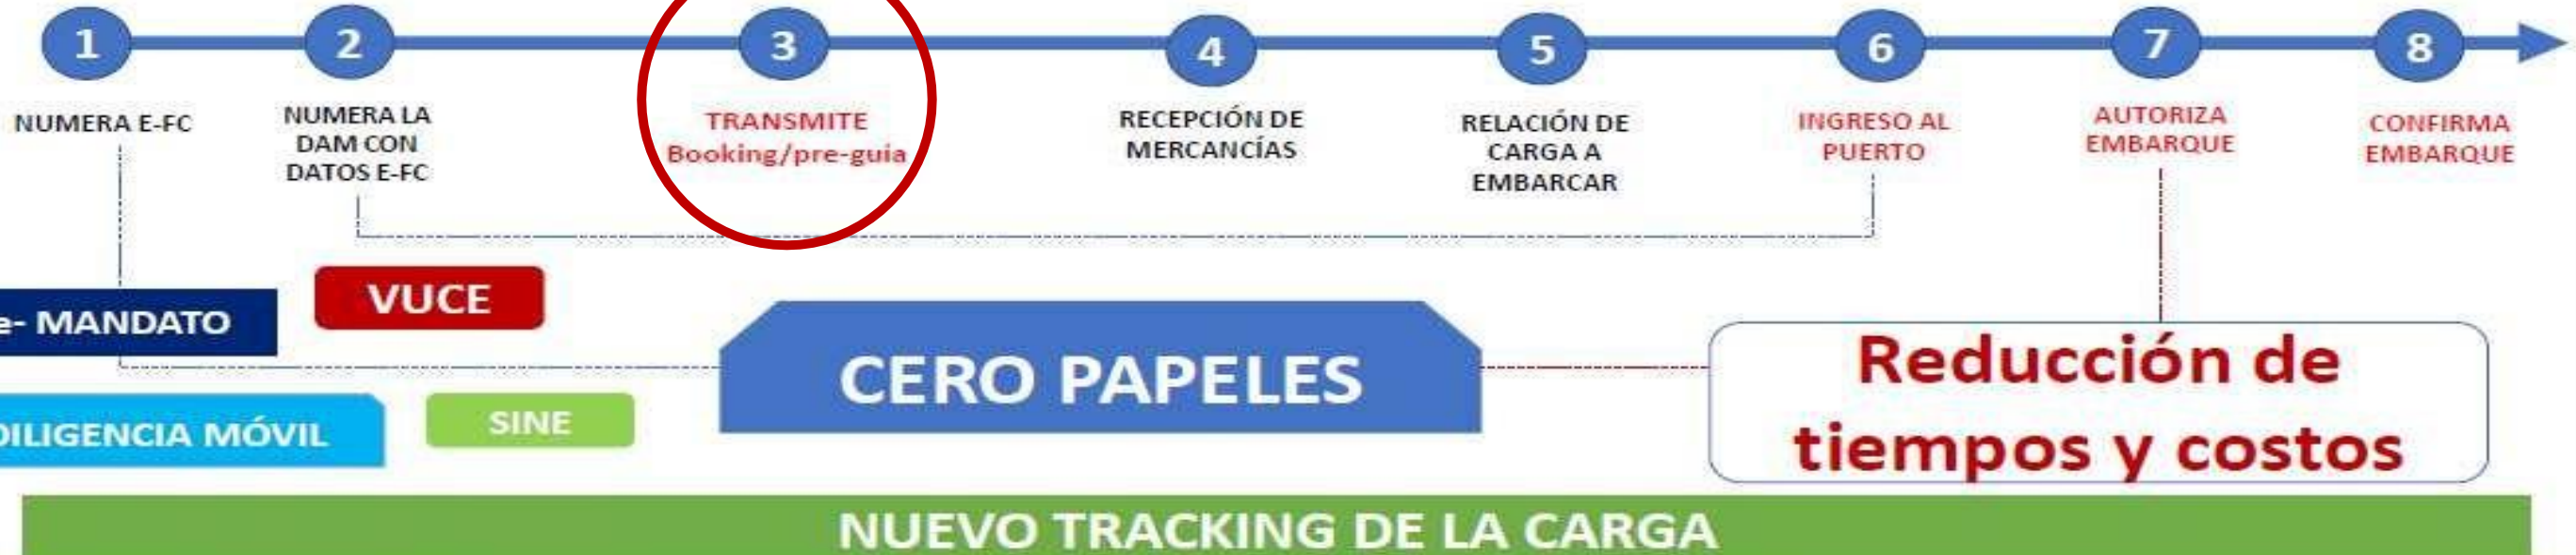 1 2 3 4 5 6 7 8
NUMERA E-FC
NUMERA LA
DAM CON
DATOS E-FC
TRANSMITE
Booking/pre-guia
RECEPCIÓN DE
MERCANCÍAS
RELACIÓN DE
CARGA A
EMBARCAR
INGRESO AL
PUERTO
AUTORIZA
EMBARQUE
CONFIRMA
EMBARQUE
e- MANDATO
VUCE
DILIGENCIA MÓVIL
SINE
CERO PAPELES
Reducción de
tiempos y costos
NUEVO TRACKING DE LA CARGA